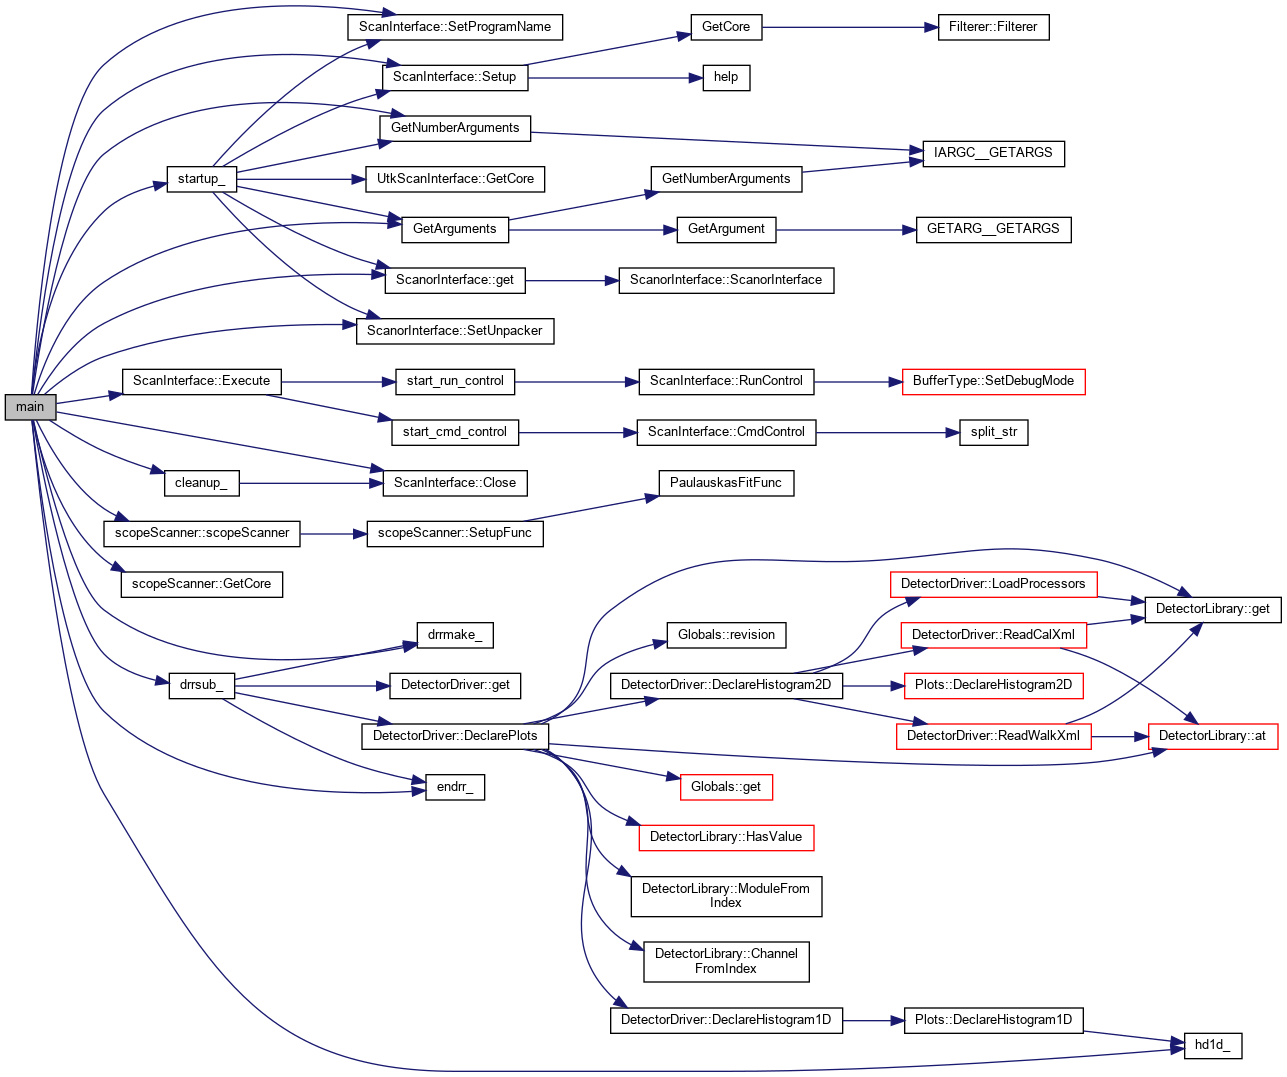 ScanInterface::SetProgramName
GetCore
Filterer::Filterer
ScanInterface::Setup
help
GetNumberArguments
IARGC__GETARGS
startup_
UtkScanInterface::GetCore
GetNumberArguments
GetArguments
GetArgument
GETARG__GETARGS
ScanorInterface::get
ScanorInterface::ScanorInterface
ScanorInterface::SetUnpacker
ScanInterface::Execute
start_run_control
ScanInterface::RunControl
BufferType::SetDebugMode
main
start_cmd_control
ScanInterface::CmdControl
split_str
cleanup_
ScanInterface::Close
PaulauskasFitFunc
scopeScanner::scopeScanner
scopeScanner::SetupFunc
scopeScanner::GetCore
DetectorDriver::LoadProcessors
DetectorLibrary::get
drrmake_
Globals::revision
DetectorDriver::ReadCalXml
drrsub_
DetectorDriver::get
DetectorDriver::DeclareHistogram2D
Plots::DeclareHistogram2D
DetectorDriver::DeclarePlots
DetectorDriver::ReadWalkXml
DetectorLibrary::at
endrr_
Globals::get
DetectorLibrary::HasValue
DetectorLibrary::ModuleFrom
Index
DetectorLibrary::Channel
FromIndex
DetectorDriver::DeclareHistogram1D
Plots::DeclareHistogram1D
hd1d_